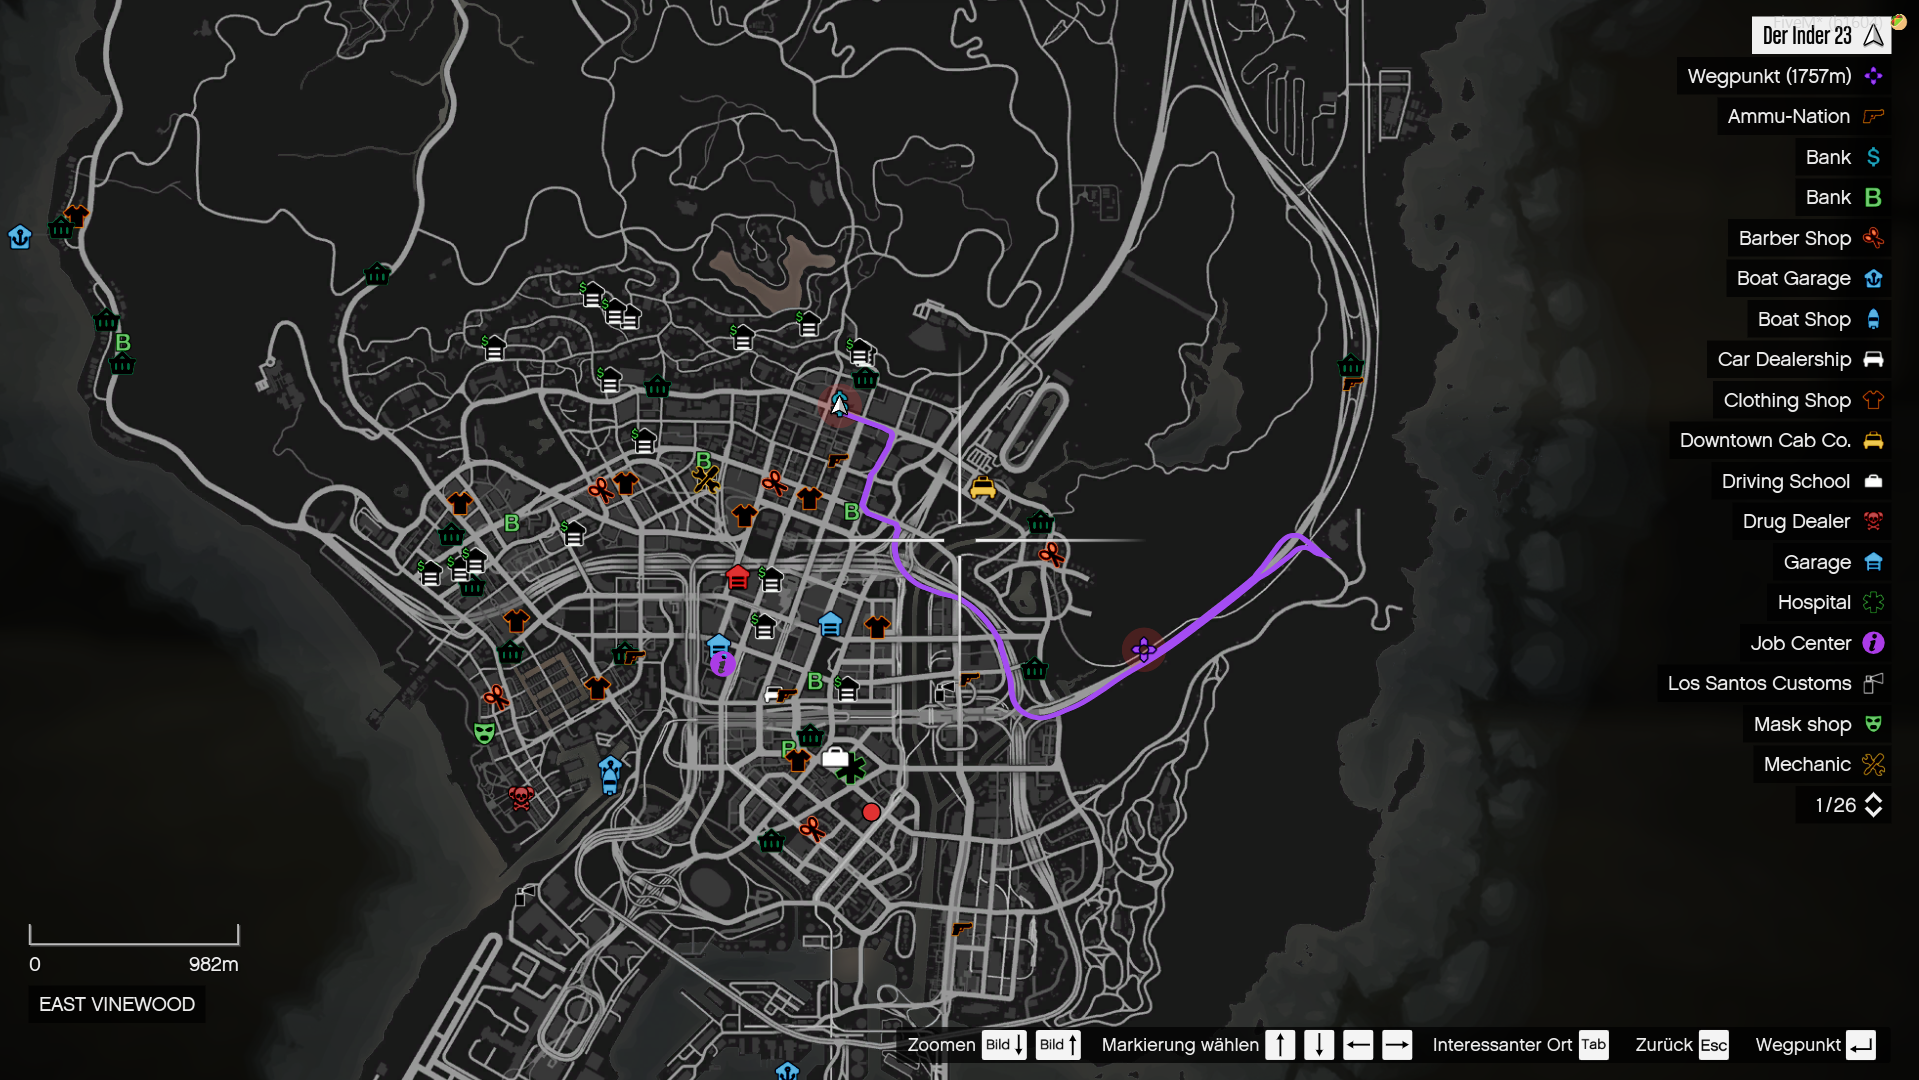 Der Inder 23
Wegpunkt (1757m)
Ammu-Nation
Bank
Bank
Barber Shop
Boat Garage
Boat Shop
Car Dealership
Clothing Shop
Downtown Cab Co.
Driving School
Drug Dealer
Garage
Hospital
Job Center
Los Santos Customs
Mask shop
Mechanic
1/26
0 982m
EAST VINEWOOD
Zoomen Bild ↓ Bild ↑ Markierung wählen ↑ ↓ ← → Interessanter Ort Tab Zurück Esc Wegpunkt